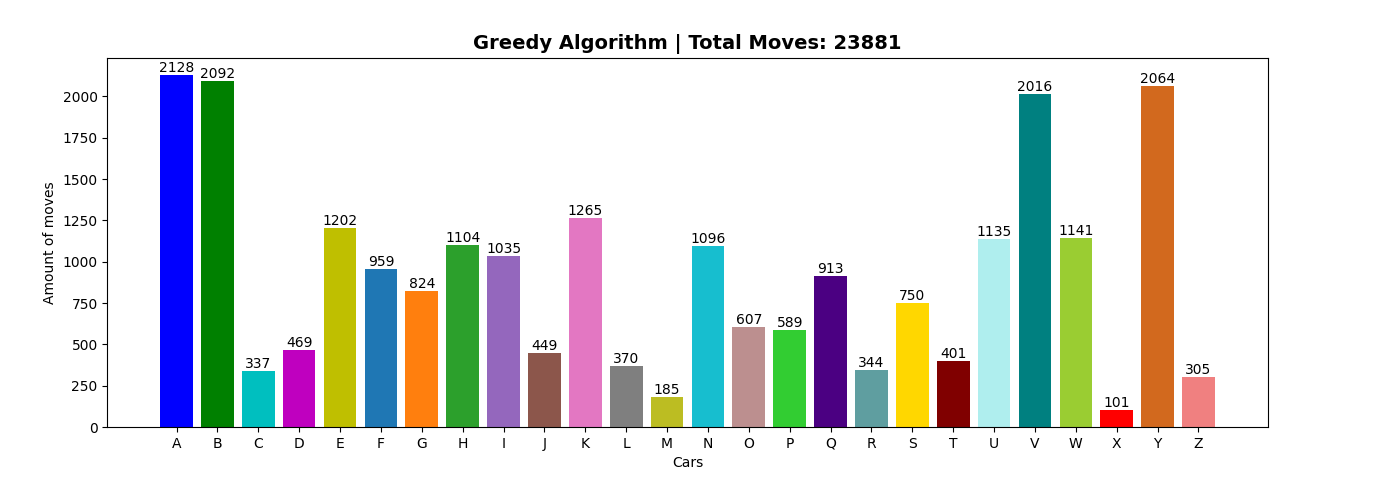 Greedy Algorithm | Total Moves: 23881
2128 2092 337 469 1202 959 824 1104 1035 449 1265 370 185 1096 607 589 913 344 750 401 1135 2016 1141 101 2064 305
Amount of moves
2000
1750
1500
1250
1000
750
500
250
0
A B C D E F G H I J K L M N O P Q R S T U V W X Y Z
Cars